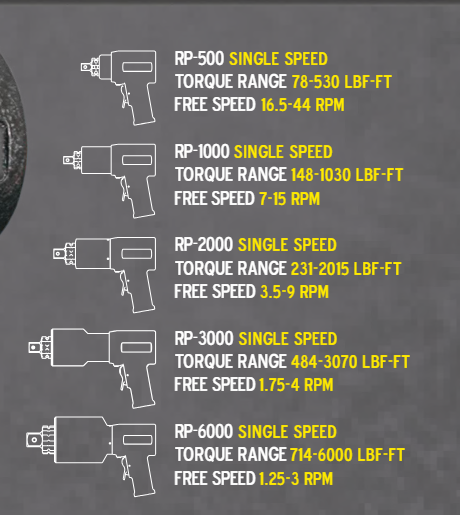 RP-500 SINGLE SPEED
TORQUE RANGE 78-530 LBF-FT
FREE SPEED 16.5-44 RPM
RP-1000 SINGLE SPEED
TORQUE RANGE 148-1030 LBF-FT
FREE SPEED 7-15 RPM
RP-2000 SINGLE SPEED
TORQUE RANGE 231-2015 LBF-FT
FREE SPEED 3.5-9 RPM
RP-3000 SINGLE SPEED
TORQUE RANGE 484-3070 LBF-FT
FREE SPEED 1.75-4 RPM
RP-6000 SINGLE SPEED
TORQUE RANGE 714-6000 LBF-FT
FREE SPEED 1.25-3 RPM